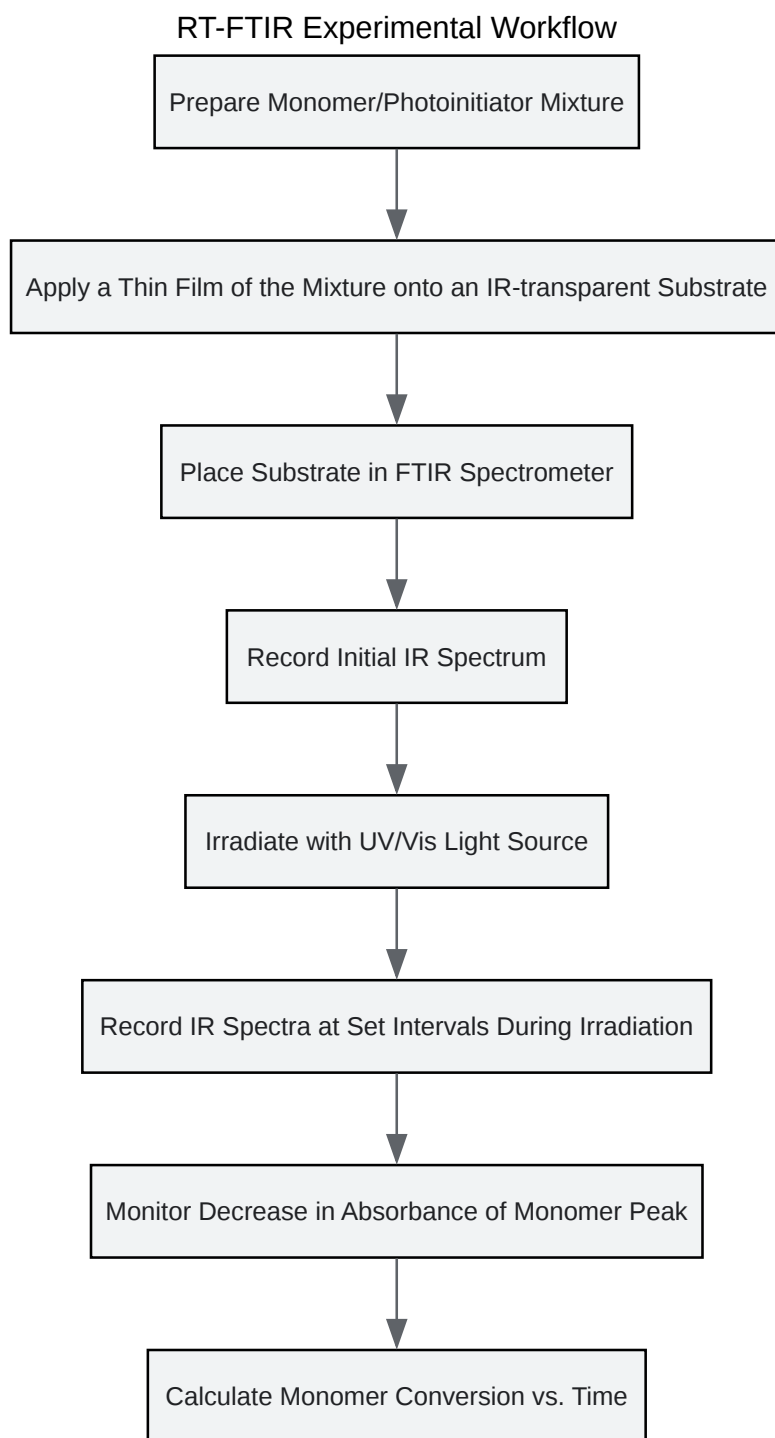 RT-FTIR Experimental Workflow
Prepare Monomer/Photoinitiator Mixture
Apply a Thin Film of the Mixture onto an IR-transparent Substrate
Place Substrate in FTIR Spectrometer
Record Initial IR Spectrum
Irradiate with UV/Vis Light Source
Record IR Spectra at Set Intervals During Irradiation
Monitor Decrease in Absorbance of Monomer Peak
Calculate Monomer Conversion vs. Time